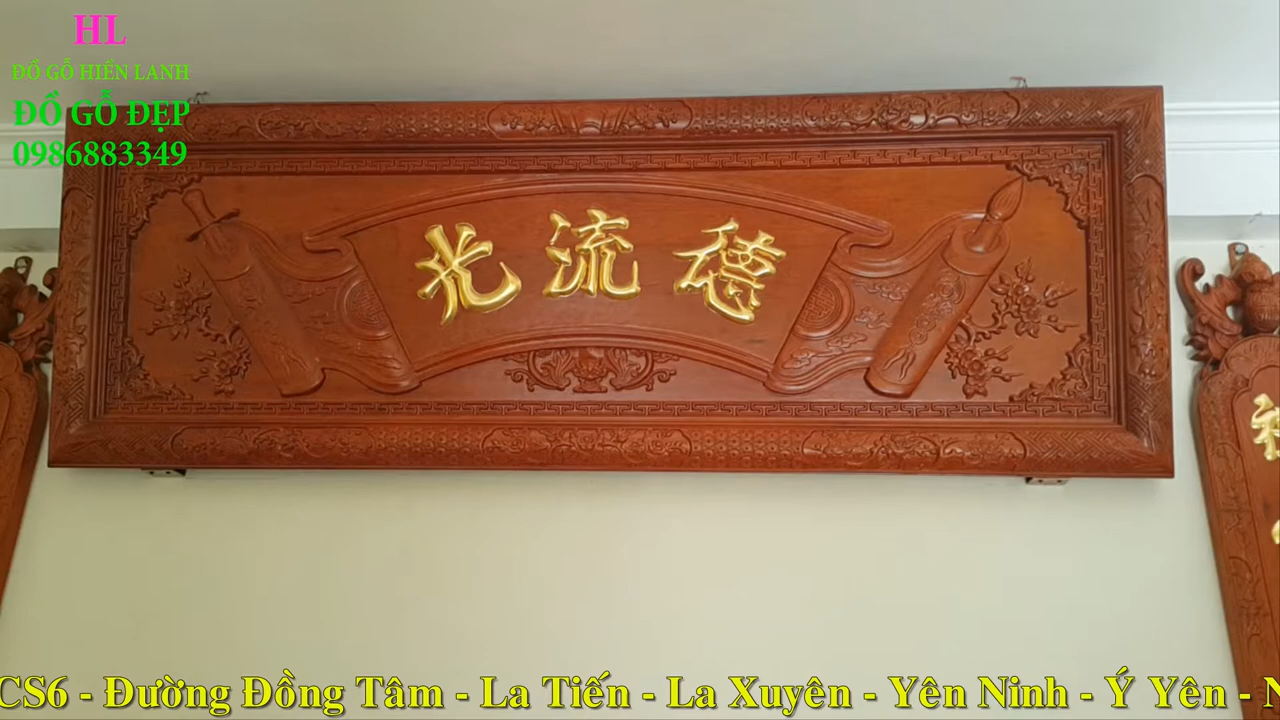 HL
ĐỒ GỖ HIỀN LANH
ĐỒ GỖ ĐẸP
0986883349
光流德
CS6 - Đường Đồng Tâm - La Tiến - La Xuyên - Yên Ninh - Ý Yên - N